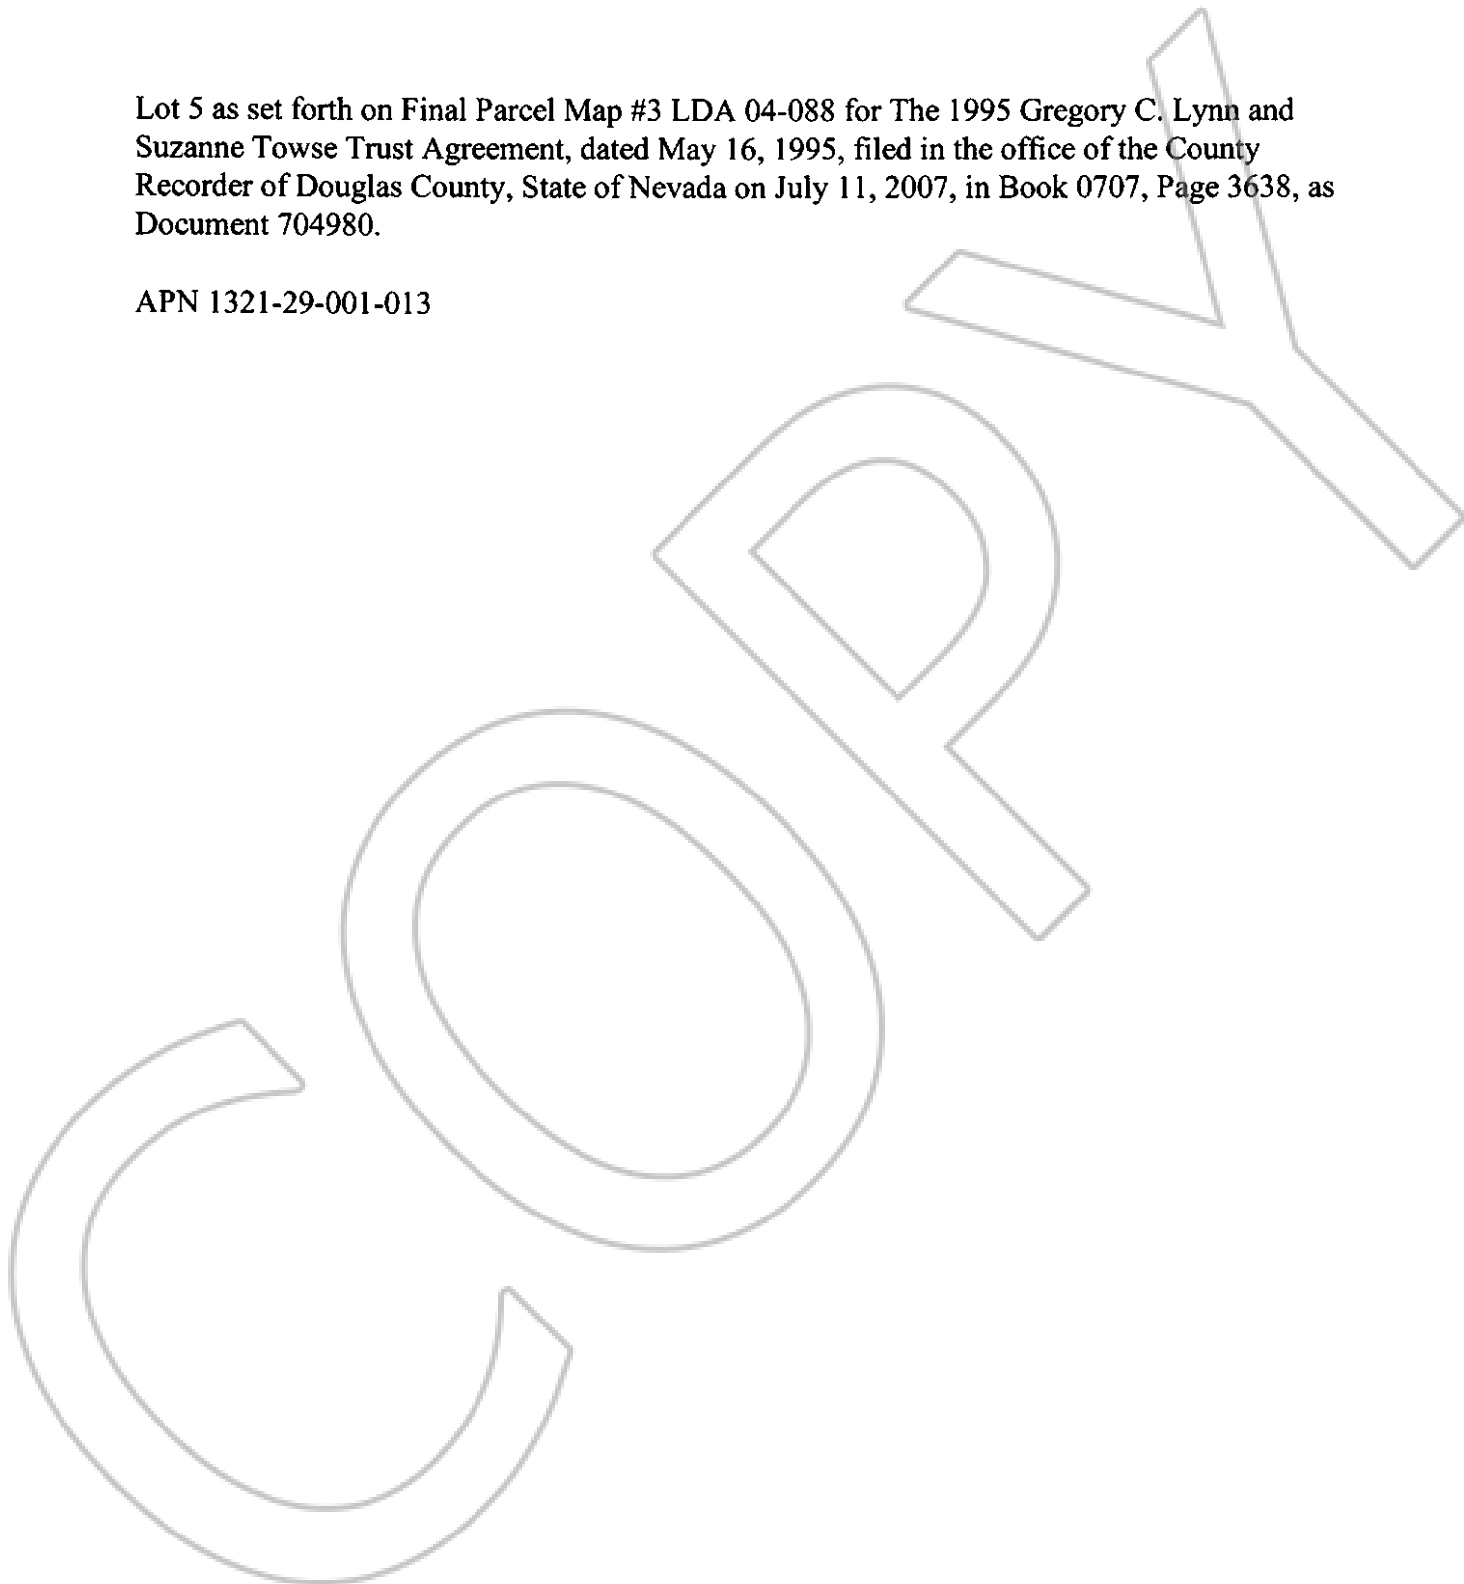 Lot 5 as set forth on Final Parcel Map #3 LDA 04-088 for The 1995 Gregory C. Lynn and
Suzanne Towse Trust Agreement, dated May 16, 1995, filed in the office of the County
Recorder of Douglas County, State of Nevada on July 11, 2007, in Book 0707, Page 3638, as
Document 704980.
APN 1321-29-001-013
COPY